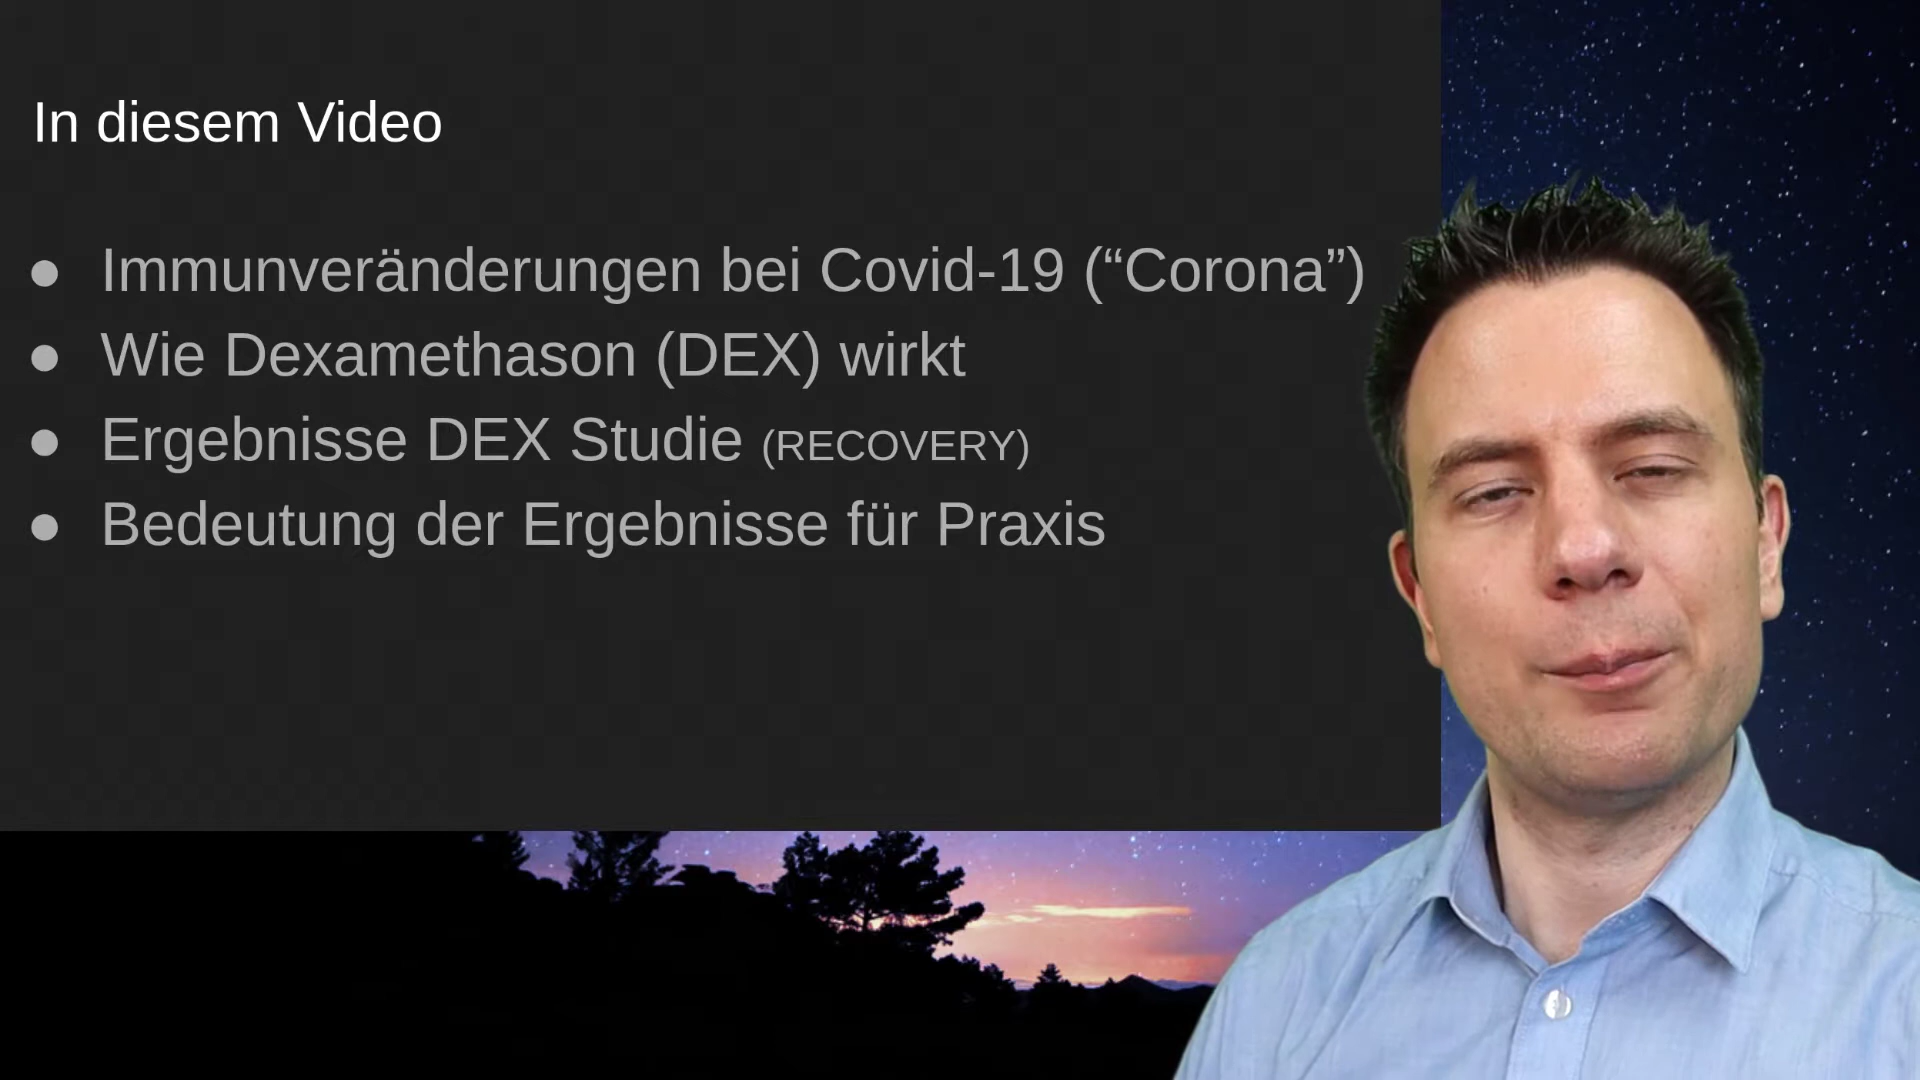 In diesem Video
● Immunveränderungen bei Covid-19 (“Corona”)
● Wie Dexamethason (DEX) wirkt
● Ergebnisse DEX Studie (RECOVERY)
● Bedeutung der Ergebnisse für Praxis